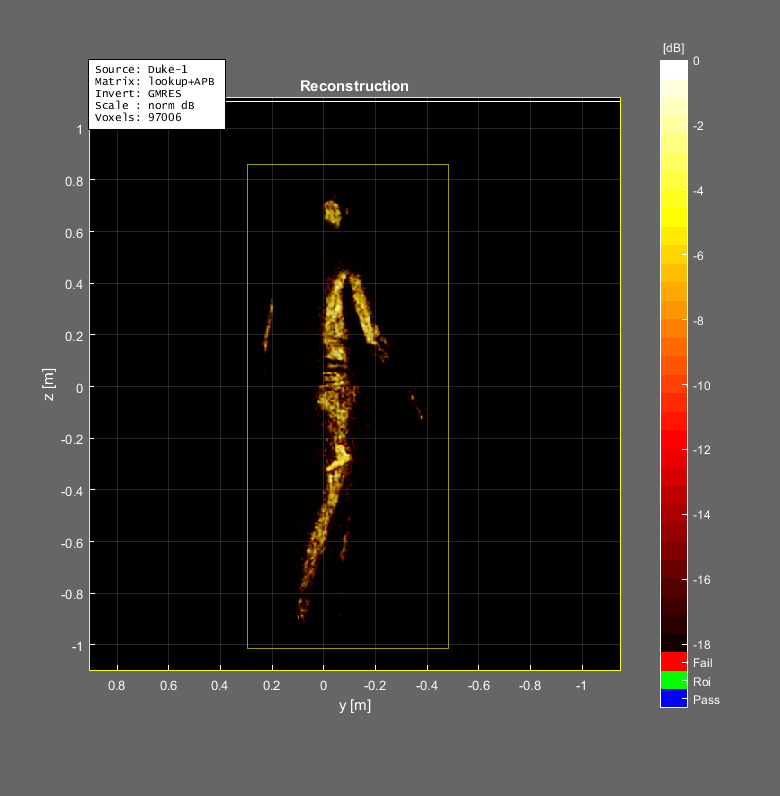 [dB]
Source: Duke-1
Matrix: lookup+APB
Invert: GMRES
Scale : norm dB
Voxels: 97006
Reconstruction
1
0.8
0.6
0.4
0.2
0
-0.2
-0.4
-0.6
-0.8
-1
z [m]
0.8 0.6 0.4 0.2 0 -0.2 -0.4 -0.6 -0.8 -1
y [m]
0
-2
-4
-6
-8
-10
-12
-14
-16
-18
Fail
Roi
Pass